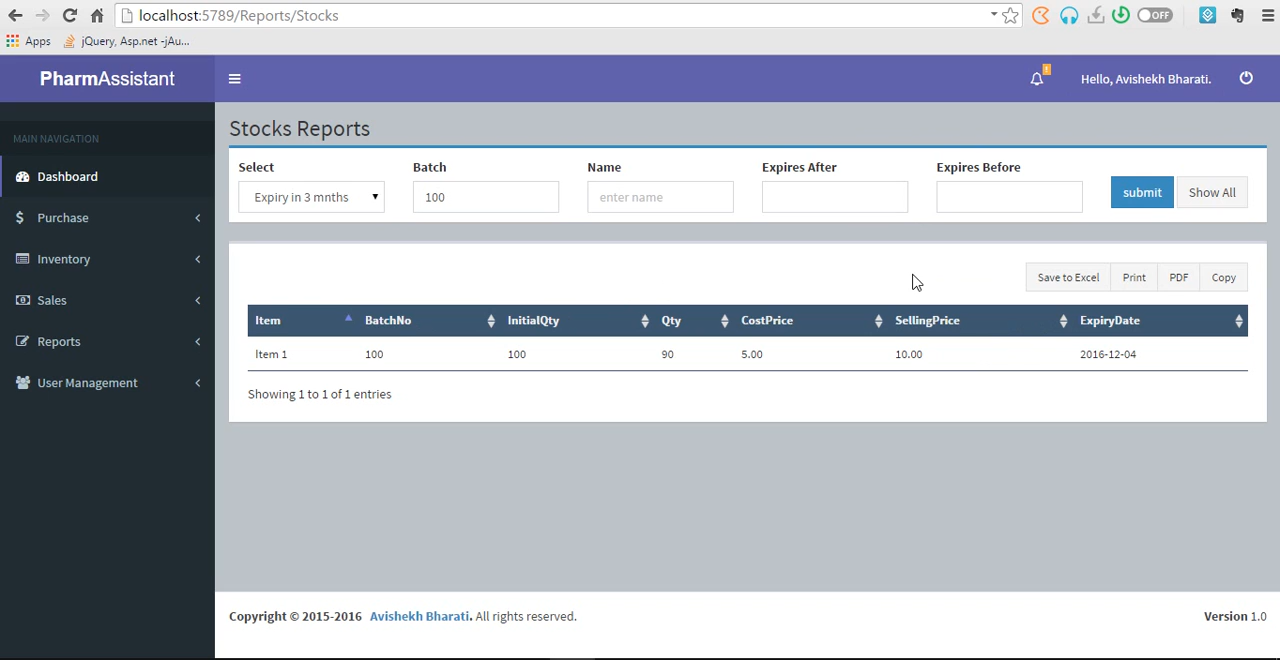 localhost:5789/Reports/Stocks
OFF
Apps jQuery, Asp.net -jAu...
PharmAssistant
!
Hello, Avishekh Bharati.
MAIN NAVIGATION
Dashboard
Purchase
Inventory
Sales
Reports
User Management
Stocks Reports
Select Batch Name Expires After Expires Before
Expiry in 3 mnths 100 enter name submit Show All
Save to Excel Print PDF Copy
Item BatchNo InitialQty Qty CostPrice SellingPrice ExpiryDate
Item 1 100 100 90 5.00 10.00 2016-12-04
Showing 1 to 1 of 1 entries
Copyright © 2015-2016 Avishekh Bharati. All rights reserved. Version 1.0